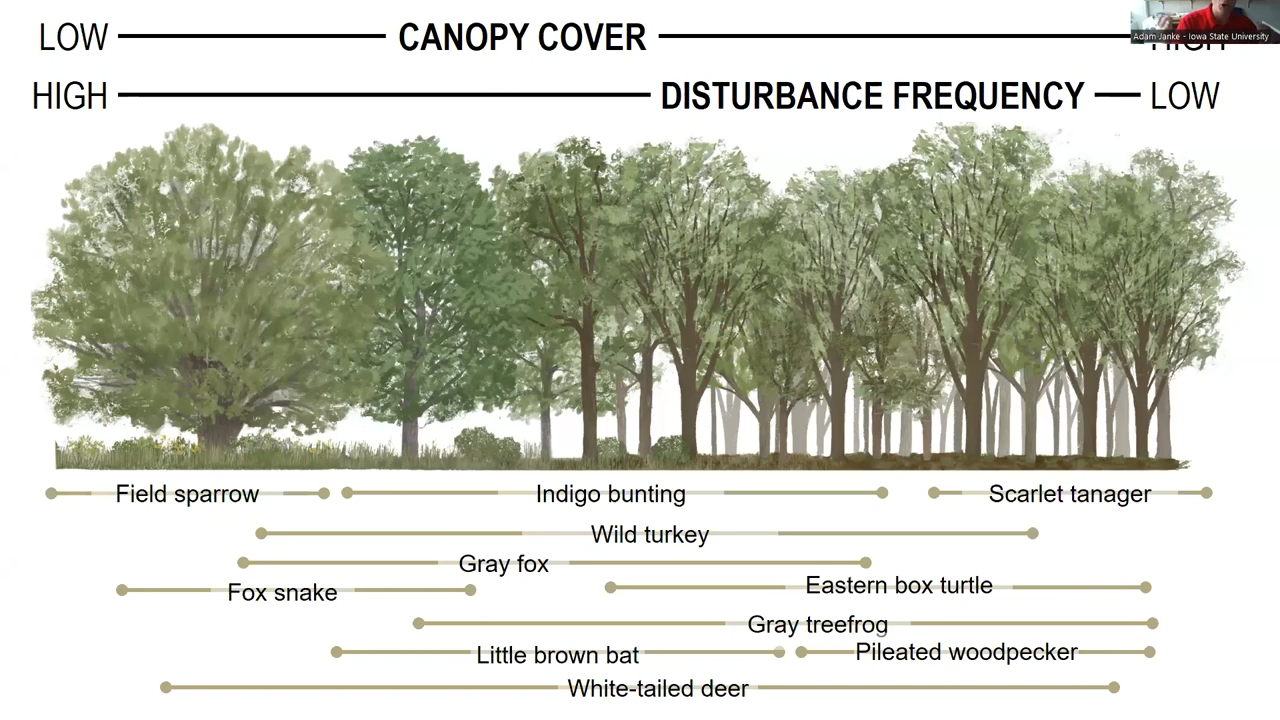 LOW CANOPY COVER HIGH
Adam Janke - Iowa State University
HIGH DISTURBANCE FREQUENCY LOW
Field sparrow Indigo bunting Scarlet tanager
Wild turkey
Gray fox
Fox snake Eastern box turtle
Gray treefrog
Little brown bat Pileated woodpecker
White-tailed deer